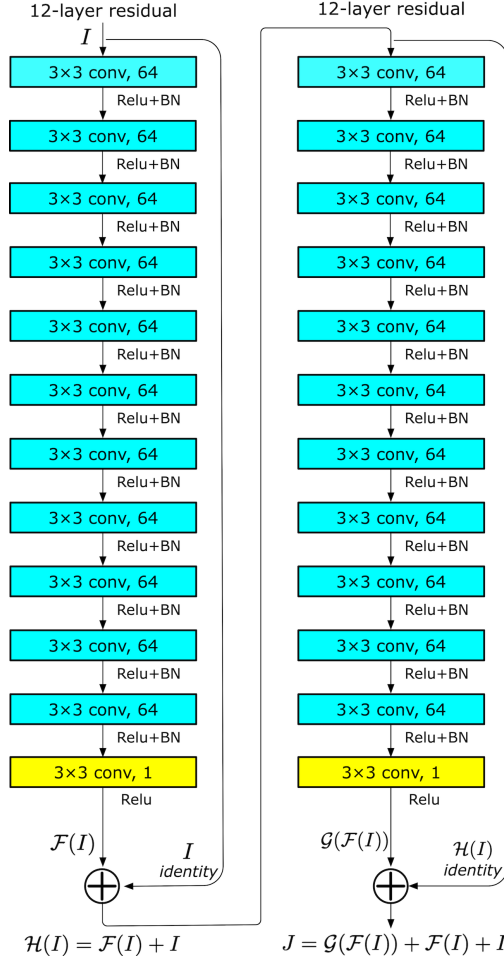 12-layer residual
I
3×3 conv, 64
Relu+BN
3×3 conv, 64
Relu+BN
3×3 conv, 64
Relu+BN
3×3 conv, 64
Relu+BN
3×3 conv, 64
Relu+BN
3×3 conv, 64
Relu+BN
3×3 conv, 64
Relu+BN
3×3 conv, 64
Relu+BN
3×3 conv, 64
Relu+BN
3×3 conv, 64
Relu+BN
3×3 conv, 64
Relu+BN
3×3 conv, 1
Relu
ℱ(I)
I
identity
ℋ(I) = ℱ(I) + I
12-layer residual
3×3 conv, 64
Relu+BN
3×3 conv, 64
Relu+BN
3×3 conv, 64
Relu+BN
3×3 conv, 64
Relu+BN
3×3 conv, 64
Relu+BN
3×3 conv, 64
Relu+BN
3×3 conv, 64
Relu+BN
3×3 conv, 64
Relu+BN
3×3 conv, 64
Relu+BN
3×3 conv, 64
Relu+BN
3×3 conv, 64
Relu+BN
3×3 conv, 1
Relu
𝒢(ℱ(I))
ℋ(I)
identity
J = 𝒢(ℱ(I)) + ℱ(I) + I